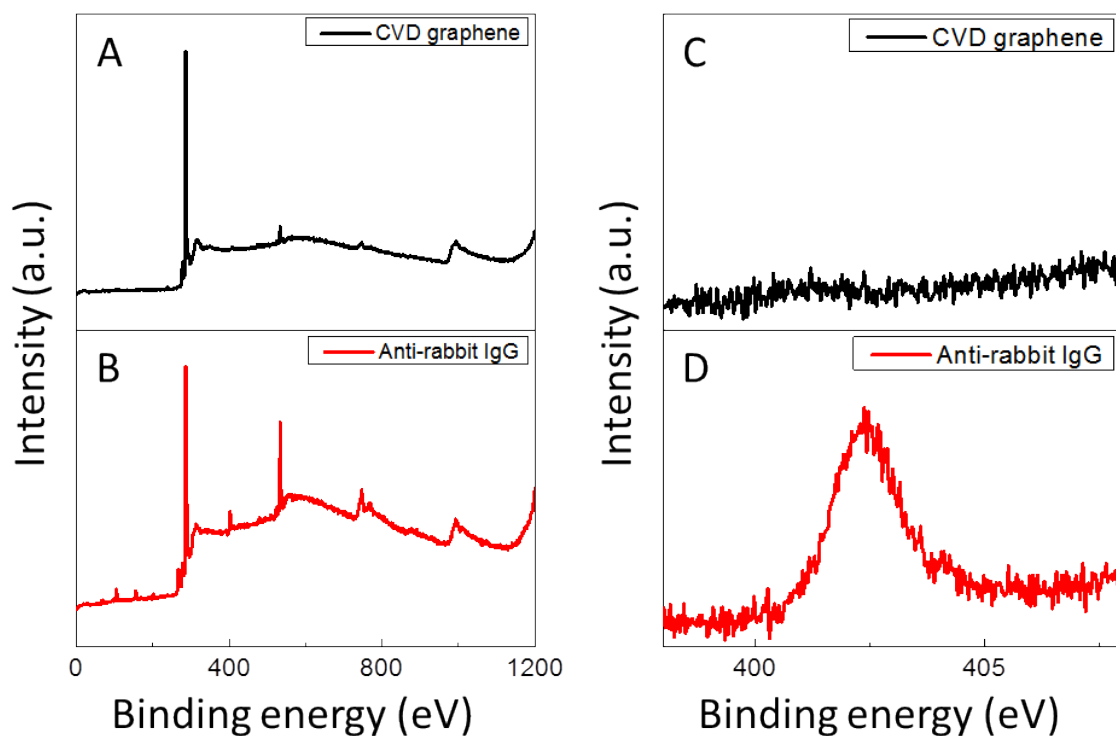 A
CVD graphene
C
CVD graphene
B
Anti-rabbit IgG
D
Anti-rabbit IgG
Intensity (a.u.)
Intensity (a.u.)
0 400 800 1200
400 405
Binding energy (eV)
Binding energy (eV)